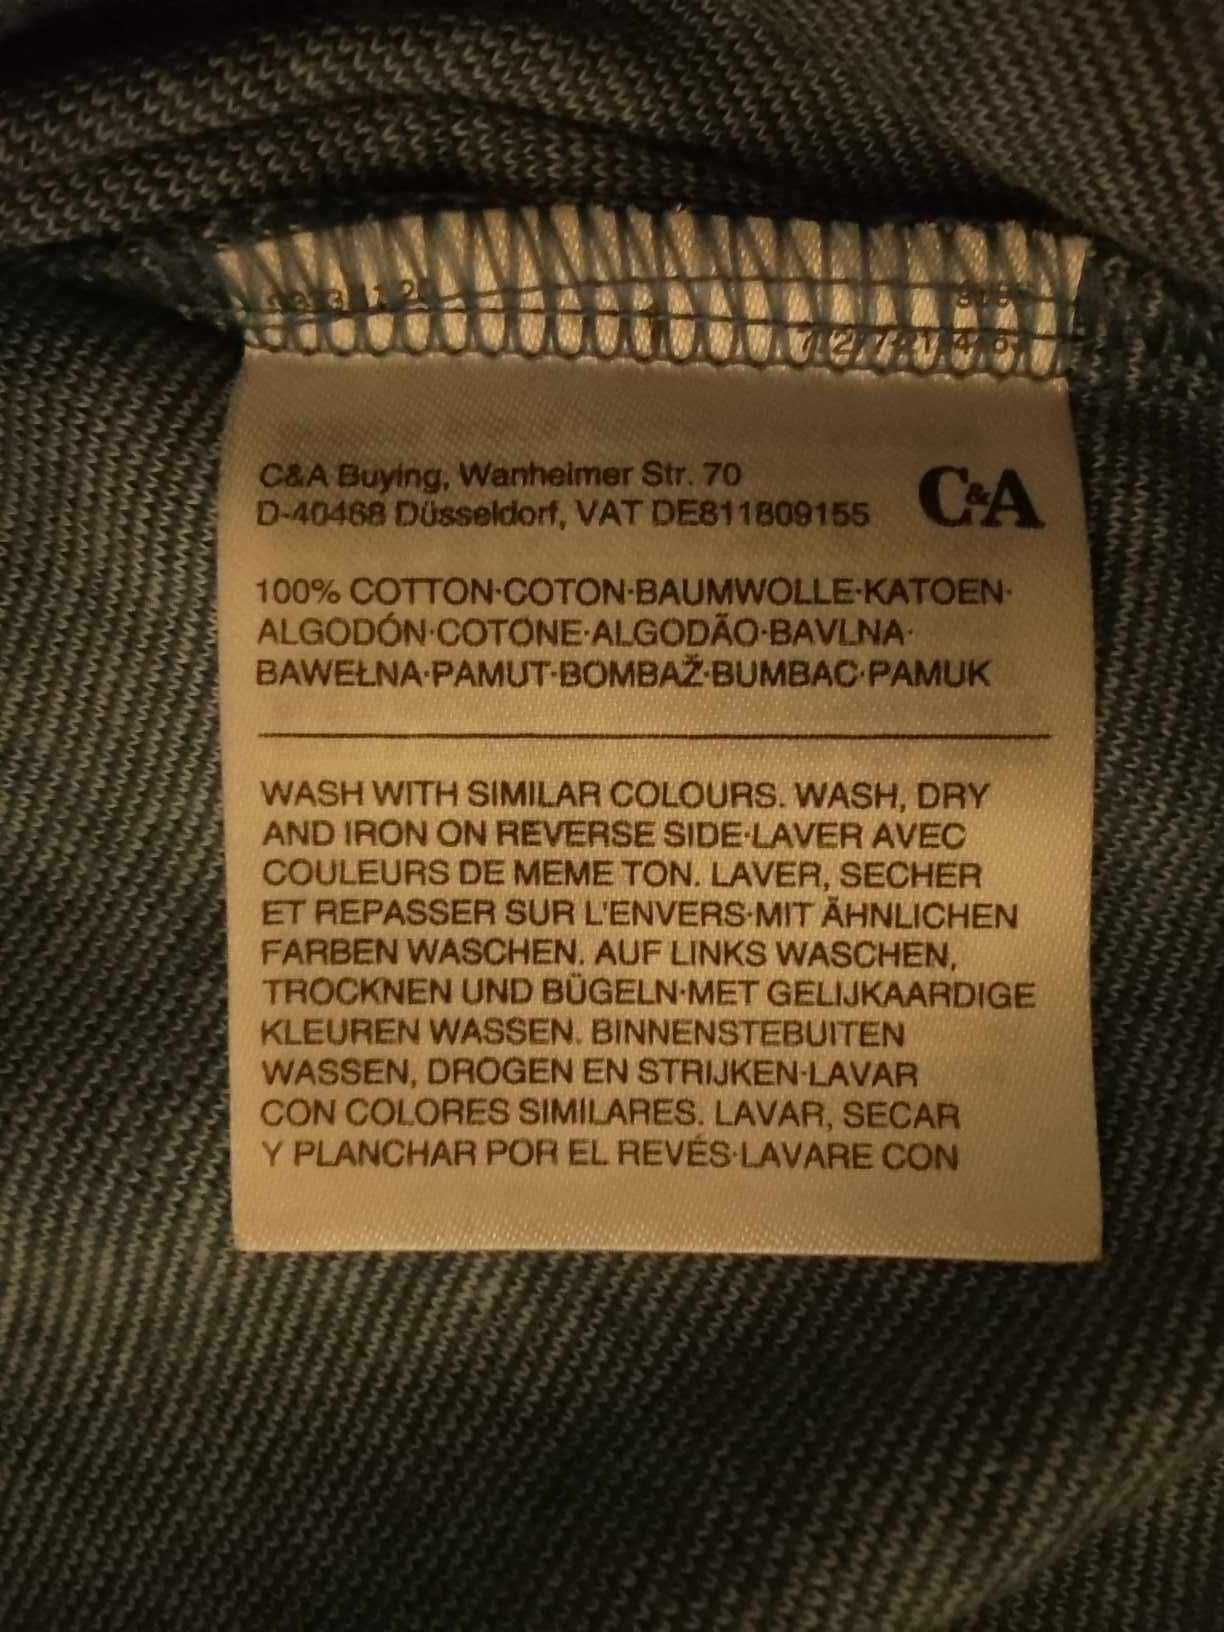 C&A Buying, Wanheimer Str. 70
D-40468 Düsseldorf, VAT DE811809155
C&A
100% COTTON·COTON·BAUMWOLLE·KATOEN·
ALGODÓN·COTONE·ALGODÃO·BAVLNA·
BAWEŁNA·PAMUT·BOMBAŽ·BUMBAC·PAMUK
WASH WITH SIMILAR COLOURS. WASH, DRY
AND IRON ON REVERSE SIDE·LAVER AVEC
COULEURS DE MEME TON. LAVER, SECHER
ET REPASSER SUR L'ENVERS·MIT ÄHNLICHEN
FARBEN WASCHEN. AUF LINKS WASCHEN,
TROCKNEN UND BÜGELN·MET GELIJKAARDIGE
KLEUREN WASSEN. BINNENSTEBUITEN
WASSEN, DROGEN EN STRIJKEN·LAVAR
CON COLORES SIMILARES. LAVAR, SECAR
Y PLANCHAR POR EL REVÉS·LAVARE CON